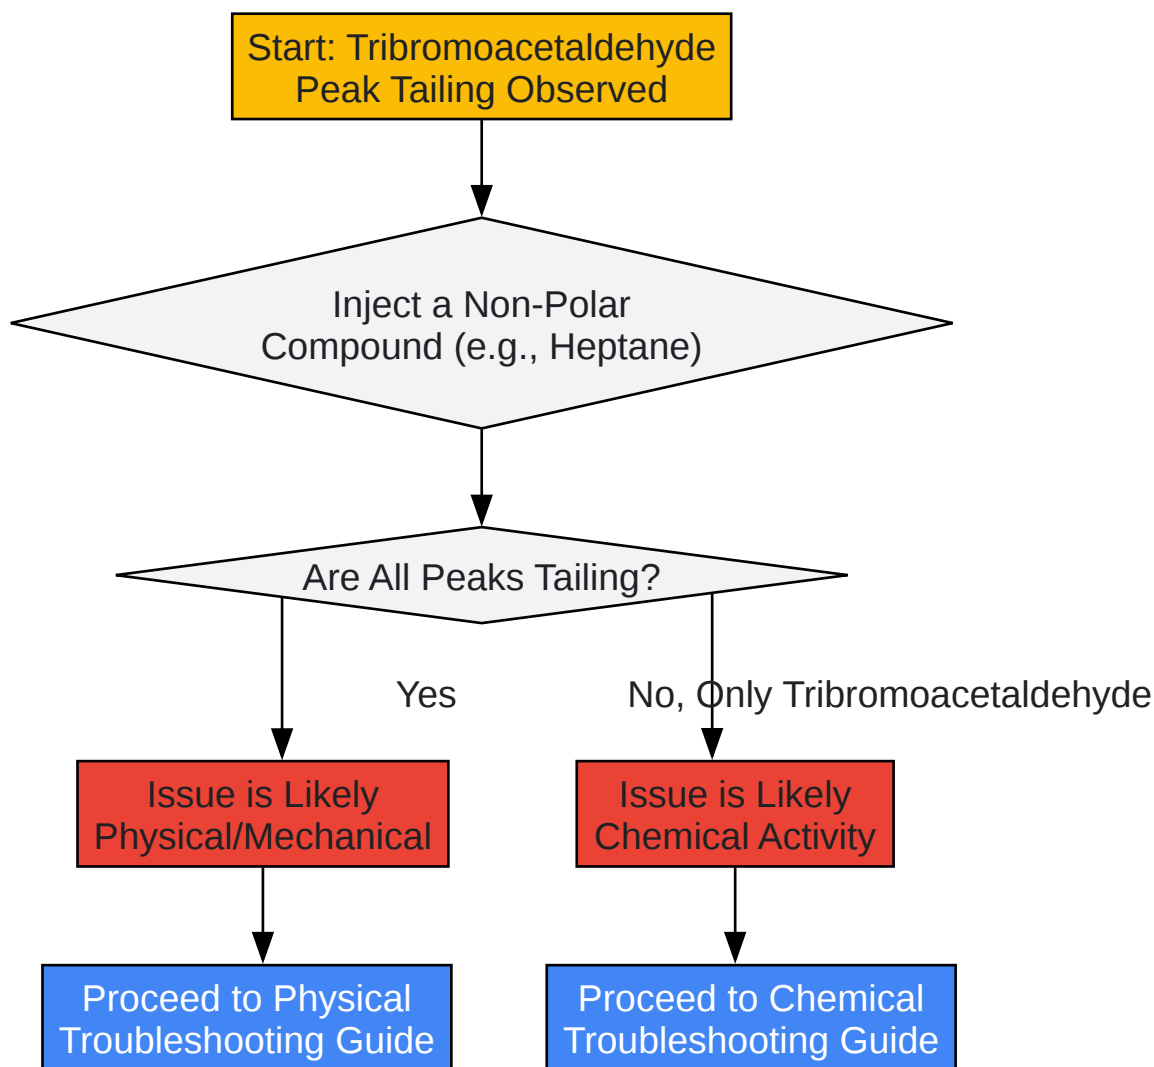 Start: Tribromoacetaldehyde
Peak Tailing Observed
Inject a Non-Polar
Compound (e.g., Heptane)
Are All Peaks Tailing?
Yes
No, Only Tribromoacetaldehyde
Issue is Likely
Physical/Mechanical
Issue is Likely
Chemical Activity
Proceed to Physical
Troubleshooting Guide
Proceed to Chemical
Troubleshooting Guide